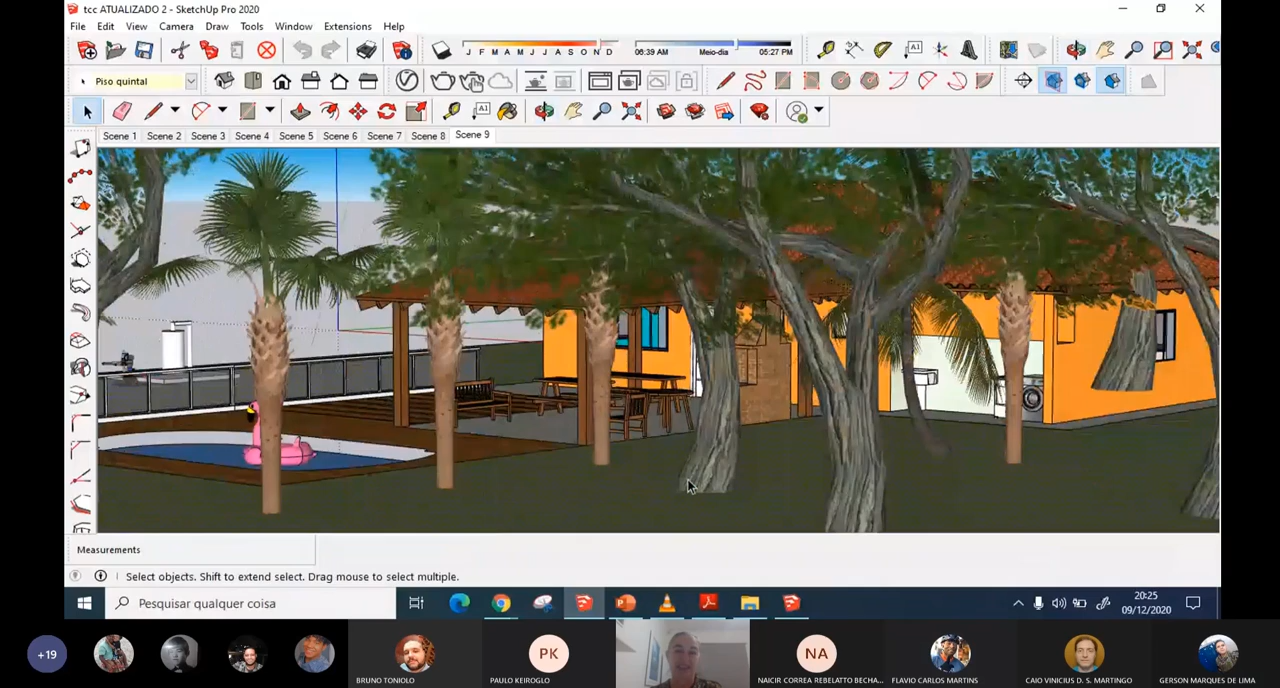 tcc ATUALIZADO 2 - SketchUp Pro 2020
File Edit View Camera Draw Tools Window Extensions Help
J F M A M J J A S O N D 06:39 AM Meio-dia 05:27 PM
A1
Piso quintal
A1
Scene 1 Scene 2 Scene 3 Scene 4 Scene 5 Scene 6 Scene 7 Scene 8 Scene 9
Measurements
Select objects. Shift to extend select. Drag mouse to select multiple.
Pesquisar qualquer coisa
20:25
09/12/2020
+19
PK
NA
BRUNO TONIOLO
PAULO KEIROGLO
NACIR CORREA REBELATTO BECHA...
FLAVIO CARLOS MARTINS
CAIO VINICIUS D. S. MARTINGO
GERSON MARQUES DE LIMA